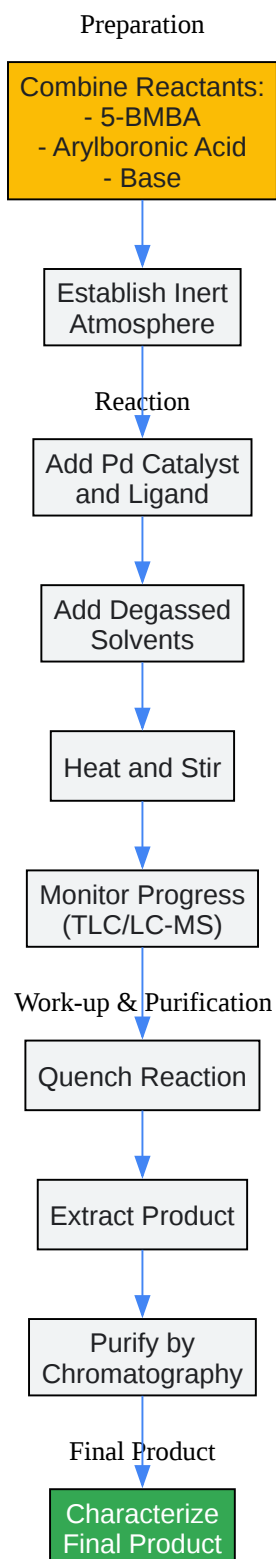 Preparation
Combine Reactants:
- 5-BMBA
- Arylboronic Acid
- Base
Establish Inert
Atmosphere
Reaction
Add Pd Catalyst
and Ligand
Add Degassed
Solvents
Heat and Stir
Monitor Progress
(TLC/LC-MS)
Work-up & Purification
Quench Reaction
Extract Product
Purify by
Chromatography
Final Product
Characterize
Final Product